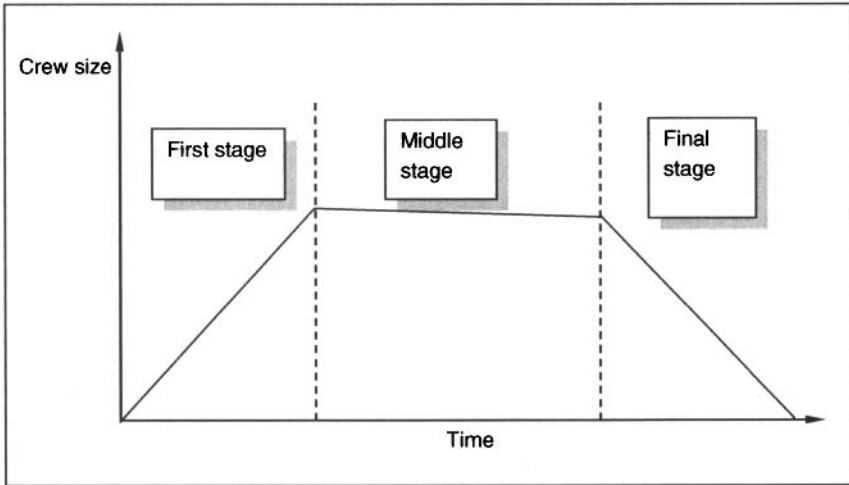 Crew size
First stage
Middle
stage
Final
stage
Time